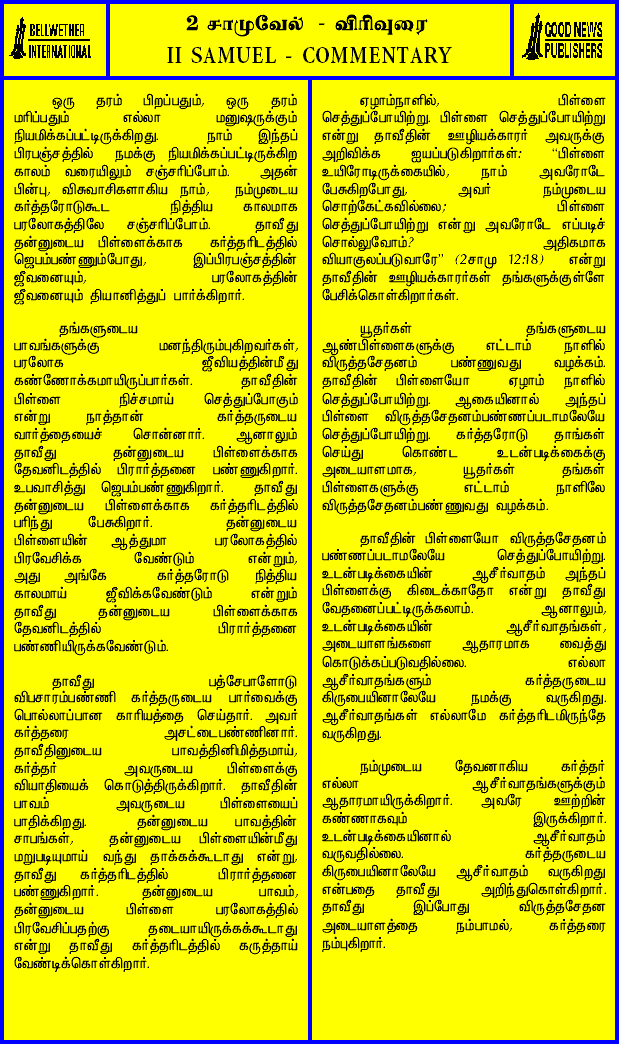 BELLWETHER
INTERNATIONAL
2 சாமுவேல் - விரிவுரை
II SAMUEL - COMMENTARY
GOOD NEWS
PUBLISHERS
ஒரு தரம் பிறப்பதும், ஒரு தரம்
மரிப்பதும் எல்லா மனுஷருக்கும்
நியமிக்கப்பட்டிருக்கிறது. நாம் இந்தப்
பிரபஞ்சத்தில் நமக்கு நியமிக்கப்பட்டிருக்கிற
காலம் வரையிலும் சஞ்சரிப்போம். அதன்
பின்பு, விசுவாசிகளாகிய நாம், நம்முடைய
கர்த்தரோடுகூட நித்திய காலமாக
பரலோகத்திலே சஞ்சரிப்போம். தாவீது
தன்னுடைய பிள்ளைக்காக கர்த்தரிடத்தில்
ஜெபம்பண்ணும்போது, இப்பிரபஞ்சத்தின்
ஜீவனையும், பரலோகத்தின்
ஜீவனையும் தியானித்துப் பார்க்கிறார்.
தங்களுடைய
பாவங்களுக்கு மனந்திரும்புகிறவர்கள்,
பரலோக ஜீவியத்தின்மீது
கண்ணோக்கமாயிருப்பார்கள். தாவீதின்
பிள்ளை நிச்சமாய் செத்துப்போகும்
என்று நாத்தான் கர்த்தருடைய
வார்த்தையைச் சொன்னார். ஆனாலும்
தாவீது தன்னுடைய பிள்ளைக்காக
தேவனிடத்தில் பிரார்த்தனை பண்ணுகிறார்.
உபவாசித்து ஜெபம்பண்ணுகிறார். தாவீது
தன்னுடைய பிள்ளைக்காக கர்த்தரிடத்தில்
பரிந்து பேசுகிறார். தன்னுடைய
பிள்ளையின் ஆத்துமா பரலோகத்தில்
பிரவேசிக்க வேண்டும் என்றும்,
அது அங்கே கர்த்தரோடு நித்திய
காலமாய் ஜீவிக்கவேண்டும் என்றும்
தாவீது தன்னுடைய பிள்ளைக்காக
தேவனிடத்தில் பிரார்த்தனை
பண்ணியிருக்கவேண்டும்.
தாவீது பத்சேபாளோடு
விபசாரம்பண்ணி கர்த்தருடைய பார்வைக்கு
பொல்லாப்பான காரியத்தை செய்தார். அவர்
கர்த்தரை அசட்டைபண்ணினார்.
தாவீதினுடைய பாவத்தினிமித்தமாய்,
கர்த்தர் அவருடைய பிள்ளைக்கு
வியாதியைக் கொடுத்திருக்கிறார். தாவீதின்
பாவம் அவருடைய பிள்ளையைப்
பாதிக்கிறது. தன்னுடைய பாவத்தின்
சாபங்கள், தன்னுடைய பிள்ளையின்மீது
மறுபடியுமாய் வந்து தாக்கக்கூடாது என்று,
தாவீது கர்த்தரிடத்தில் பிரார்த்தனை
பண்ணுகிறார். தன்னுடைய பாவம்,
தன்னுடைய பிள்ளை பரலோகத்தில்
பிரவேசிப்பதற்கு தடையாயிருக்கக்கூடாது
என்று தாவீது கர்த்தரிடத்தில் கருத்தாய்
வேண்டிக்கொள்கிறார்.
ஏழாம்நாளில், பிள்ளை
செத்துப்போயிற்று. பிள்ளை செத்துப்போயிற்று
என்று தாவீதின் ஊழியக்காரர் அவருக்கு
அறிவிக்க ஐயப்படுகிறார்கள்: "பிள்ளை
உயிரோடிருக்கையில், நாம் அவரோடே
பேசுகிறபோது, அவர் நம்முடைய
சொற்கேட்கவில்லை; பிள்ளை
செத்துப்போயிற்று என்று அவரோடே எப்படிச்
சொல்லுவோம்? அதிகமாக
வியாகுலப்படுவாரே" (2சாமு 12:18) என்று
தாவீதின் ஊழியக்காரர்கள் தங்களுக்குள்ளே
பேசிக்கொள்கிறார்கள்.
யூதர்கள் தங்களுடைய
ஆண்பிள்ளைகளுக்கு எட்டாம் நாளில்
விருத்தசேதனம் பண்ணுவது வழக்கம்.
தாவீதின் பிள்ளையோ ஏழாம் நாளில்
செத்துப்போயிற்று. ஆகையினால் அந்தப்
பிள்ளை விருத்தசேதனம்பண்ணப்படாமலேயே
செத்துப்போயிற்று. கர்த்தரோடு தாங்கள்
செய்து கொண்ட உடன்படிக்கைக்கு
அடையாளமாக, யூதர்கள் தங்கள்
பிள்ளைகளுக்கு எட்டாம் நாளிலே
விருத்தசேதனம்பண்ணுவது வழக்கம்.
தாவீதின் பிள்ளையோ விருத்தசேதனம்
பண்ணப்படாமலேயே செத்துப்போயிற்று.
உடன்படிக்கையின் ஆசீர்வாதம் அந்தப்
பிள்ளைக்கு கிடைக்காதோ என்று தாவீது
வேதனைப்பட்டிருக்கலாம். ஆனாலும்,
உடன்படிக்கையின் ஆசீர்வாதங்கள்,
அடையாளங்களை ஆதாரமாக வைத்து
கொடுக்கப்படுவதில்லை. எல்லா
ஆசீர்வாதங்களும் கர்த்தருடைய
கிருபையினாலேயே நமக்கு வருகிறது.
ஆசீர்வாதங்கள் எல்லாமே கர்த்தரிடமிருந்தே
வருகிறது.
நம்முடைய தேவனாகிய கர்த்தர்
எல்லா ஆசீர்வாதங்களுக்கும்
ஆதாரமாயிருக்கிறார். அவரே ஊற்றின்
கண்ணாகவும் இருக்கிறார்.
உடன்படிக்கையினால் ஆசீர்வாதம்
வருவதில்லை. கர்த்தருடைய
கிருபையினாலேயே ஆசீர்வாதம் வருகிறது
என்பதை தாவீது அறிந்துகொள்கிறார்.
தாவீது இப்போது விருத்தசேதன
அடையாளத்தை நம்பாமல், கர்த்தரை
நம்புகிறார்.